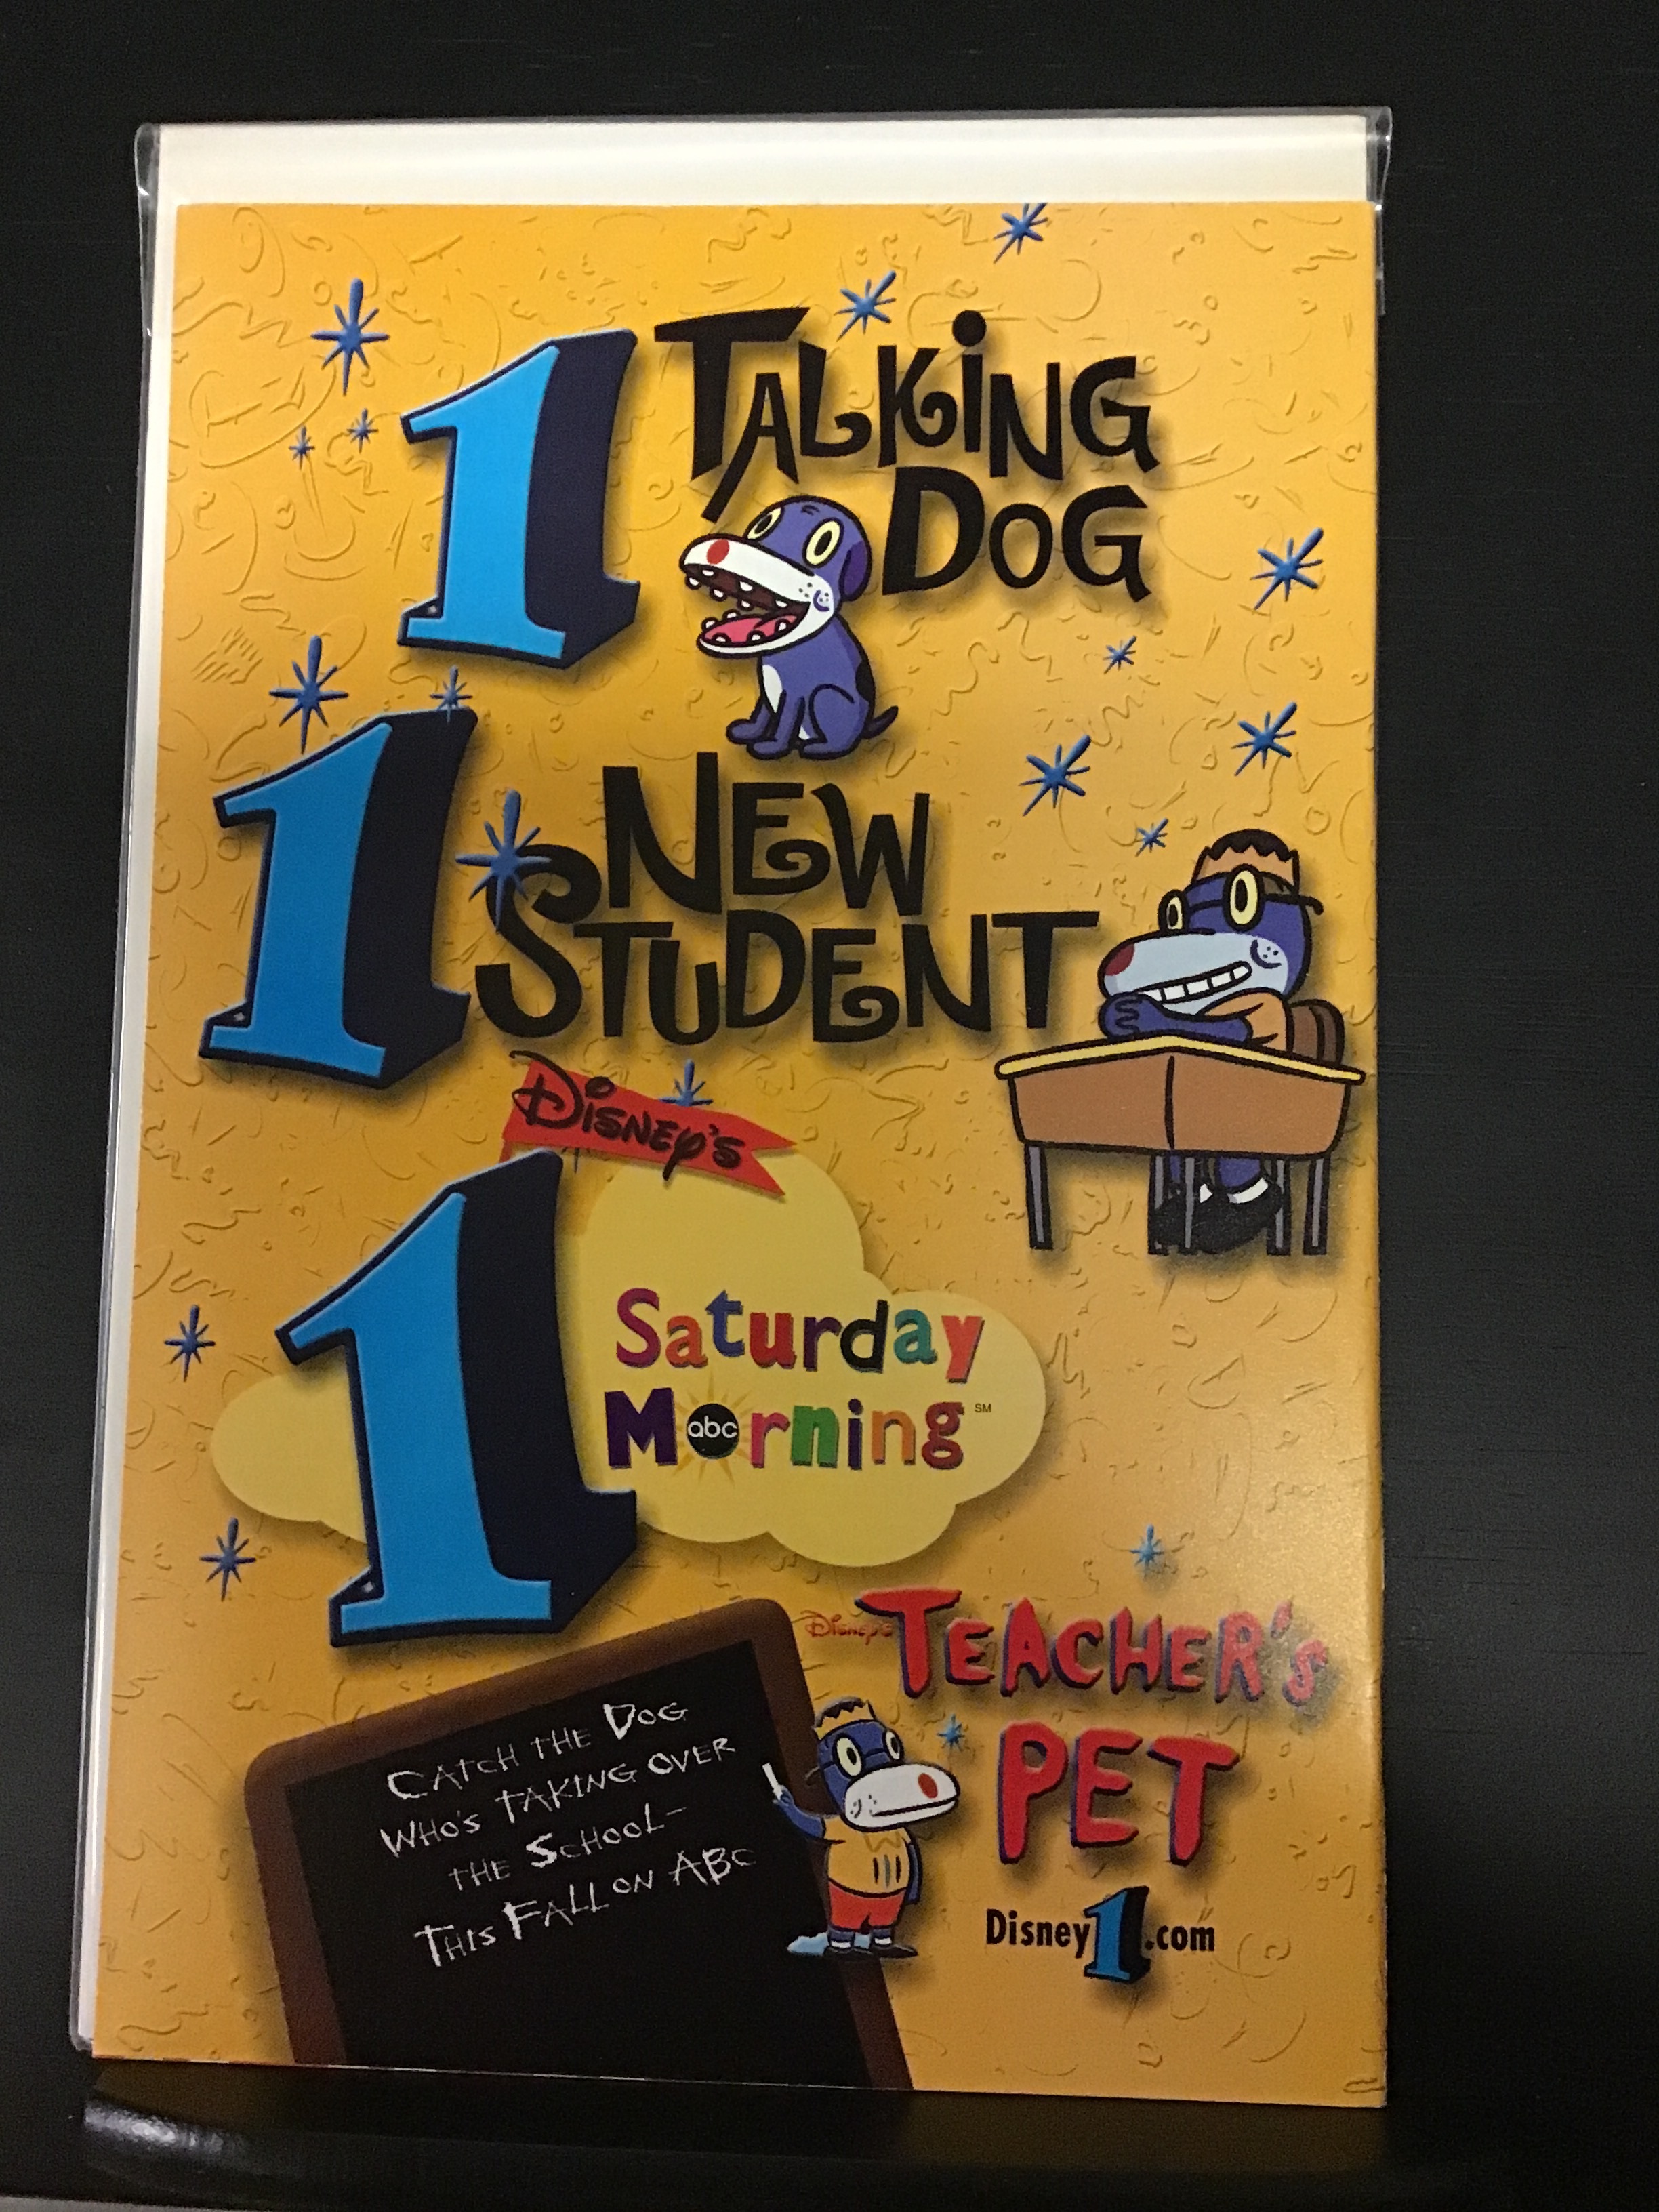 1 TALKiNG
DOG
1 NEW
STUDENT
DisNEy's
1 Saturday
Morning SM
abc
Disney's TEACHER's
PET
CATCH THE DOG
WHO'S TAKING OVER
THE SCHOOL-
THIS FALL ON ABC
Disney1.com